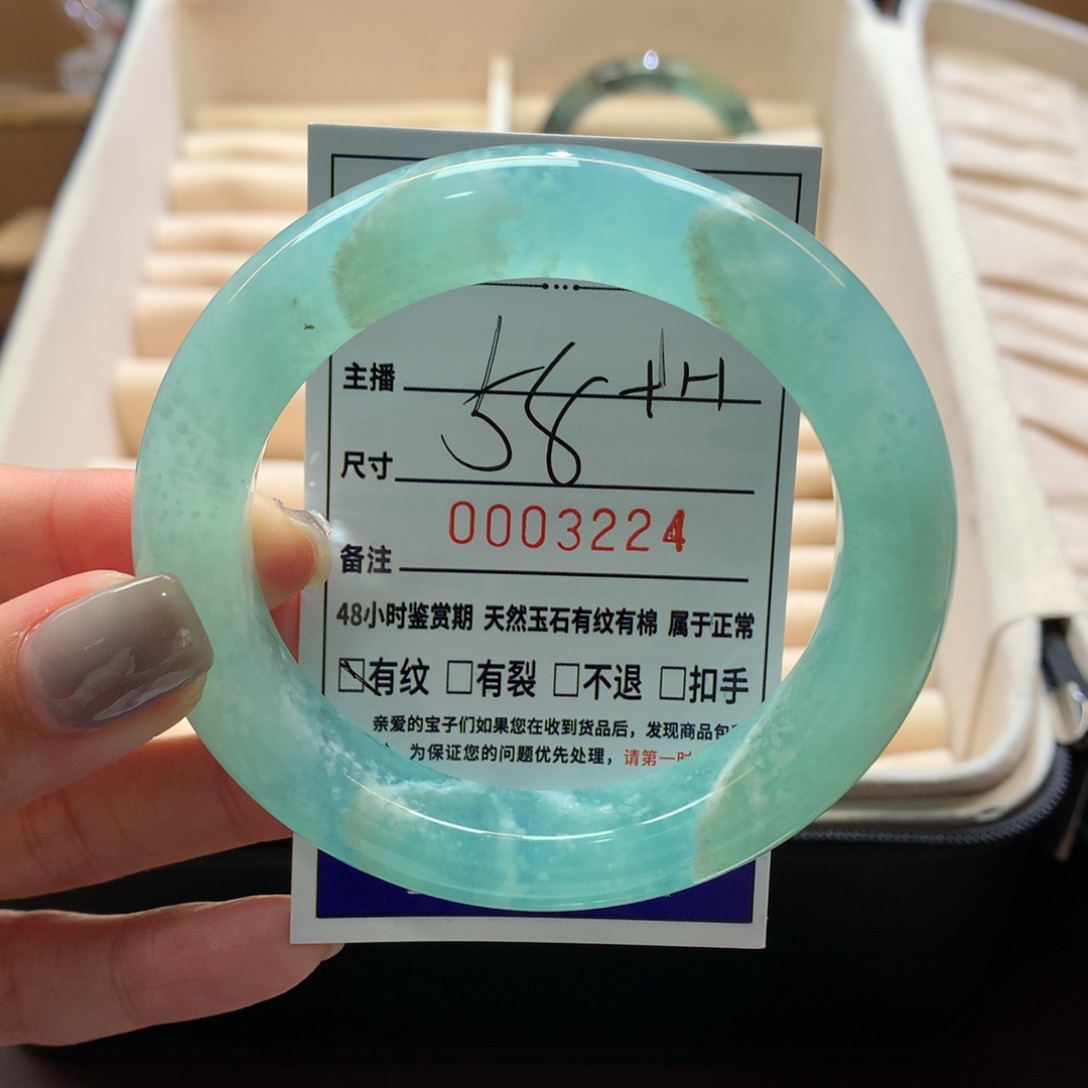 主播
58+H
尺寸
0003224
备注
48小时鉴赏期 天然玉石有纹有棉 属于正常
☑有纹 □有裂 □不退 □扣手
亲爱的宝子们如果您在收到货品后，发现商品包
为保证您的问题优先处理，请第一时